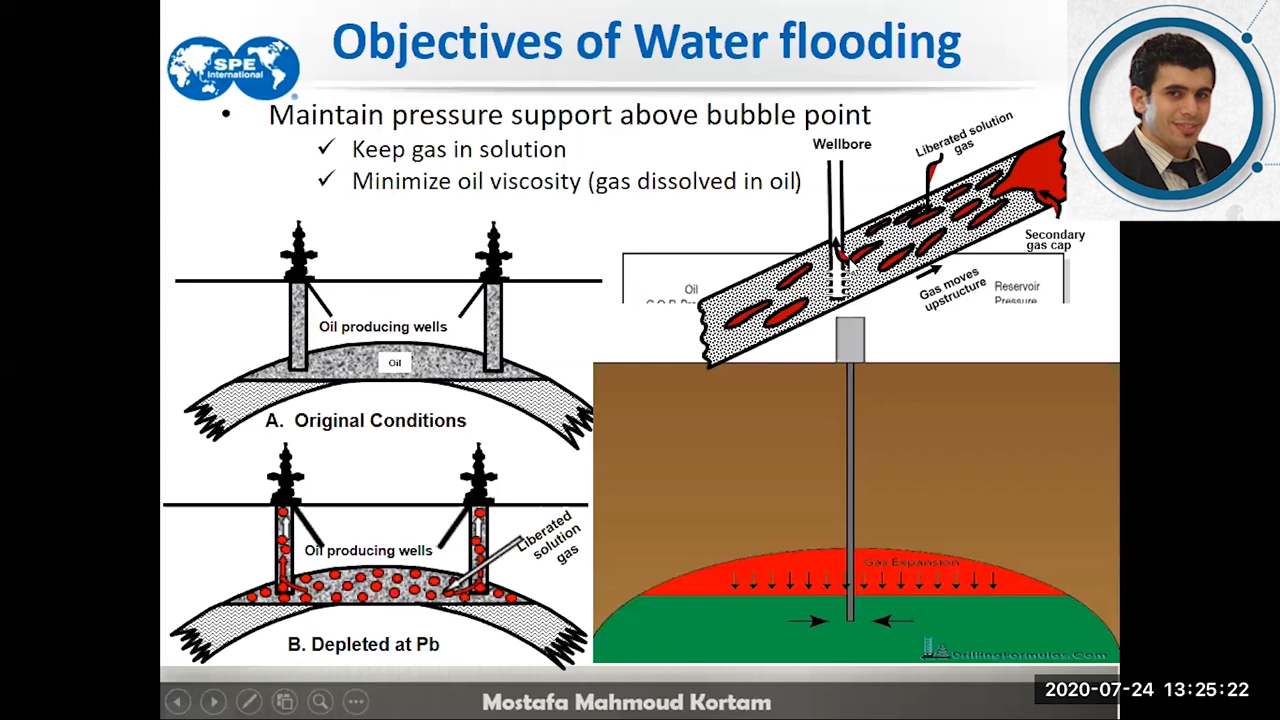 Objectives of Water flooding
SPE
International
• Maintain pressure support above bubble point
✓ Keep gas in solution
✓ Minimize oil viscosity (gas dissolved in oil)
Wellbore
Liberated solution
gas
Secondary
gas cap
Gas moves
upstructure
Oil
Reservoir
Pressure
Oil producing wells
Oil
A. Original Conditions
Oil producing wells
Liberated
solution
gas
B. Depleted at Pb
Gas Expansion
DrillingFormulas.Com
Mostafa Mahmoud Kortam
2020-07-24 13:25:22